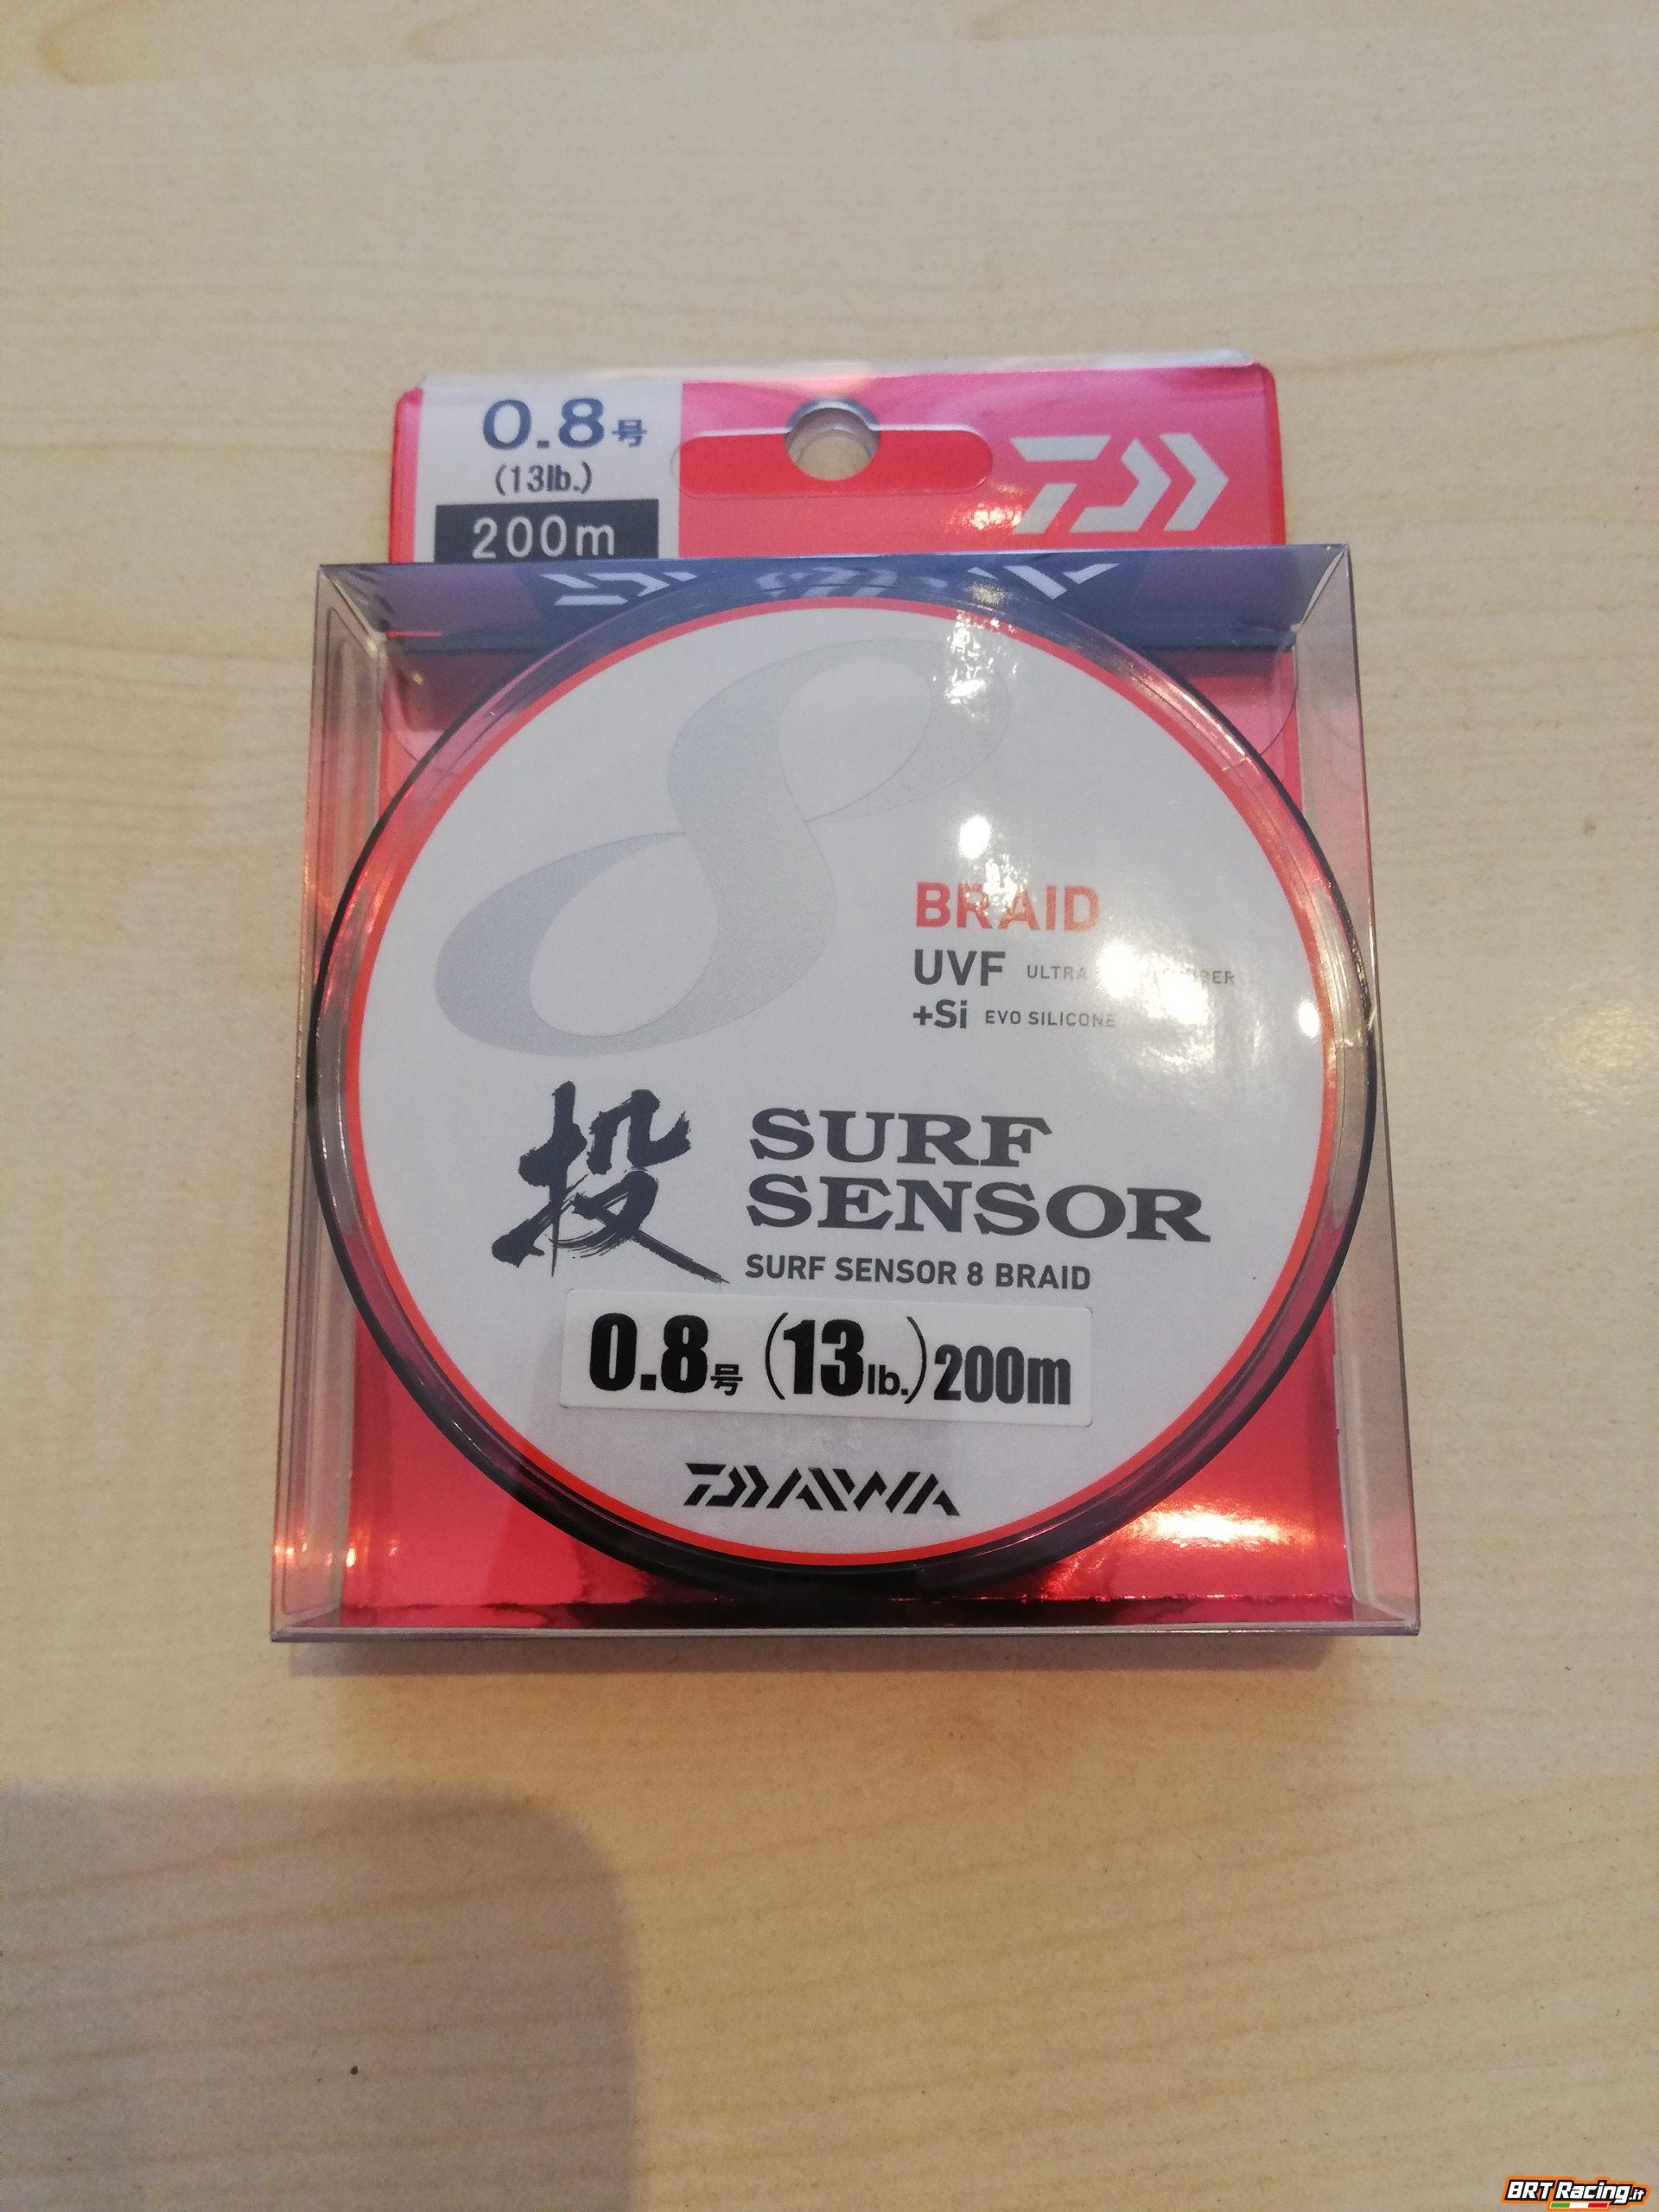 0.8号
(13lb.)
200m
8
BRAID
UVF ULTRA
+Si EVO SILICONE
投 SURF
SENSOR
SURF SENSOR 8 BRAID
0.8号 (13lb.) 200m
DAIWA
BRT Racing.it